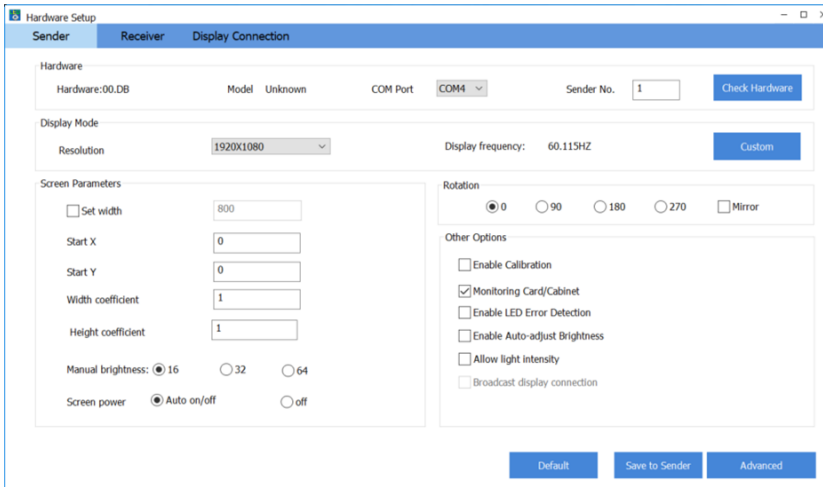 Hardware Setup
Sender Receiver Display Connection
Hardware
Hardware:00.DB Model Unknown COM Port COM4 Sender No. 1 Check Hardware
Display Mode
Resolution 1920X1080 Display frequency: 60.115HZ Custom
Screen Parameters
Set width 800
Start X 0
Start Y 0
Width coefficient 1
Height coefficient 1
Manual brightness: 16 32 64
Screen power Auto on/off off
Rotation
0 90 180 270 Mirror
Other Options
Enable Calibration
Monitoring Card/Cabinet
Enable LED Error Detection
Enable Auto-adjust Brightness
Allow light intensity
Broadcast display connection
Default Save to Sender Advanced